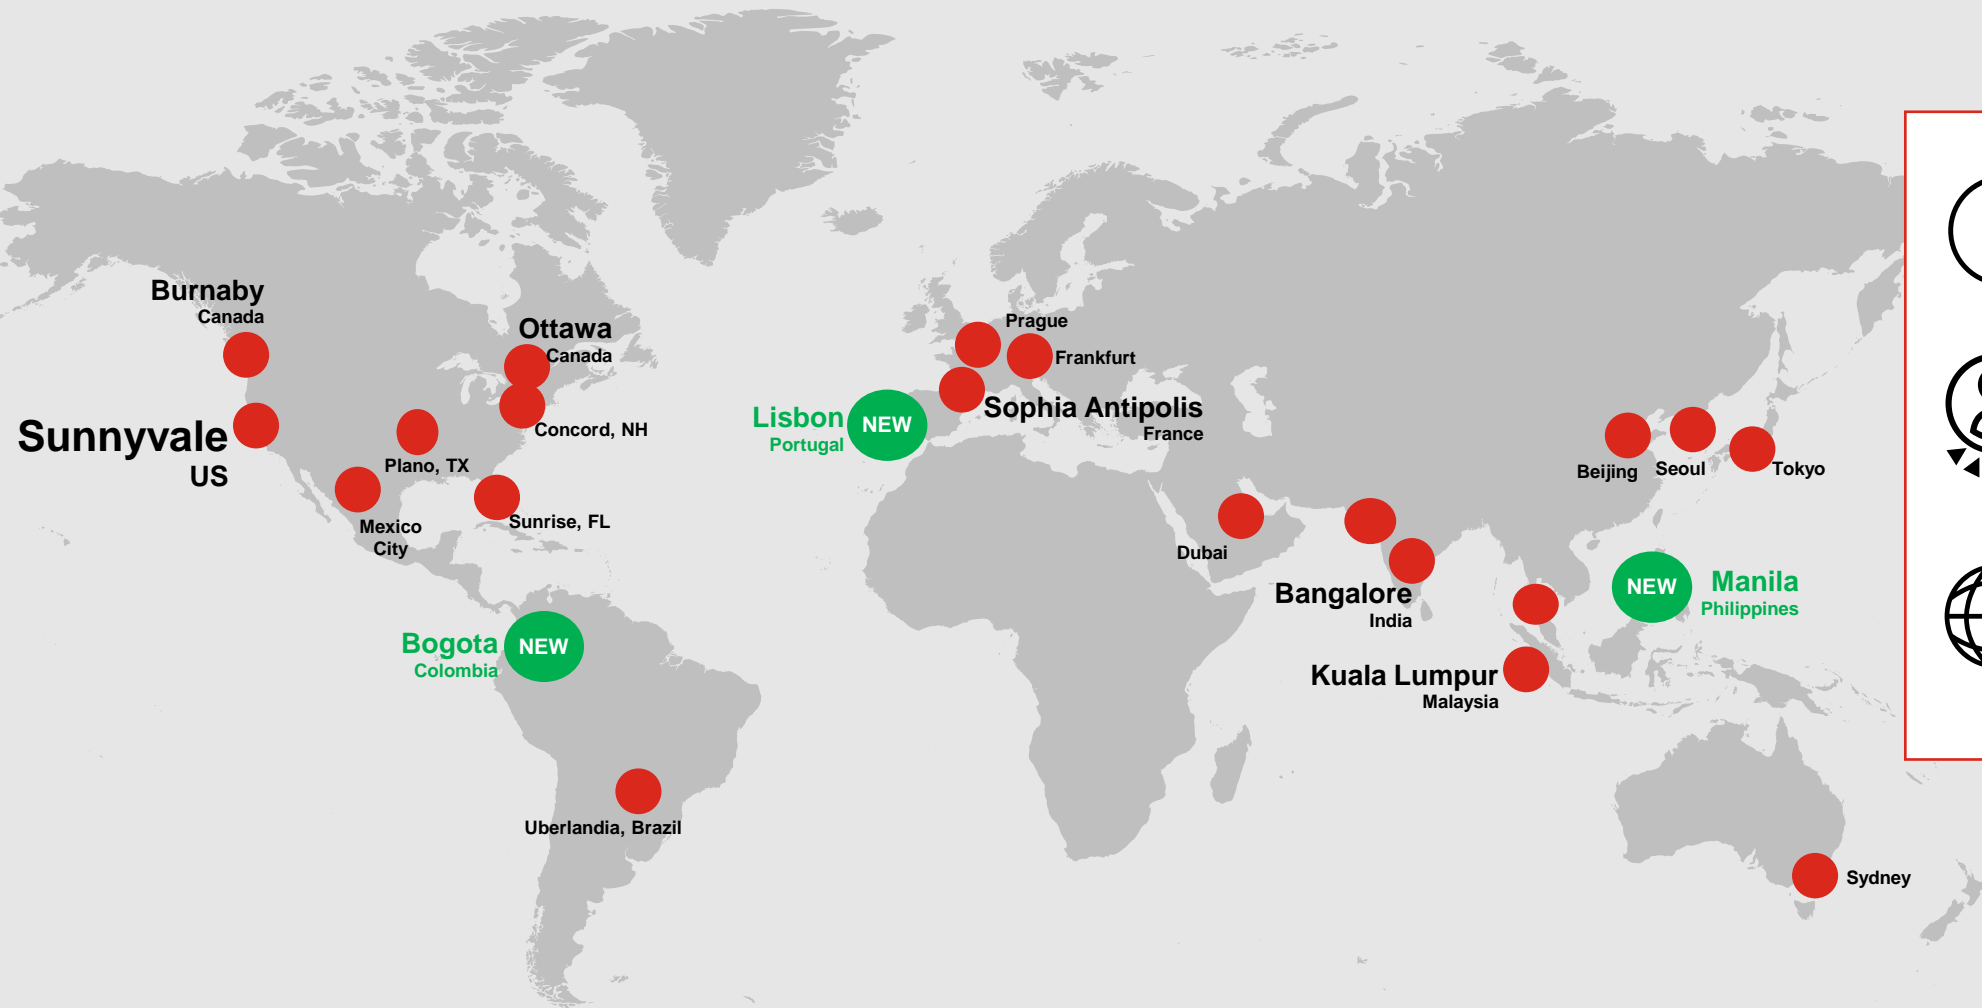 Burnaby
Canada
Ottawa
Canada
Sunnyvale
US
Concord, NH
Plano, TX
Mexico
City
Sunrise, FL
Bogota
Colombia
NEW
Uberlandia, Brazil
Prague
Frankfurt
Lisbon
Portugal
NEW
Sophia Antipolis
France
Dubai
Bangalore
India
Kuala Lumpur
Malaysia
Beijing
Seoul
Tokyo
NEW
Manila
Philippines
Sydney